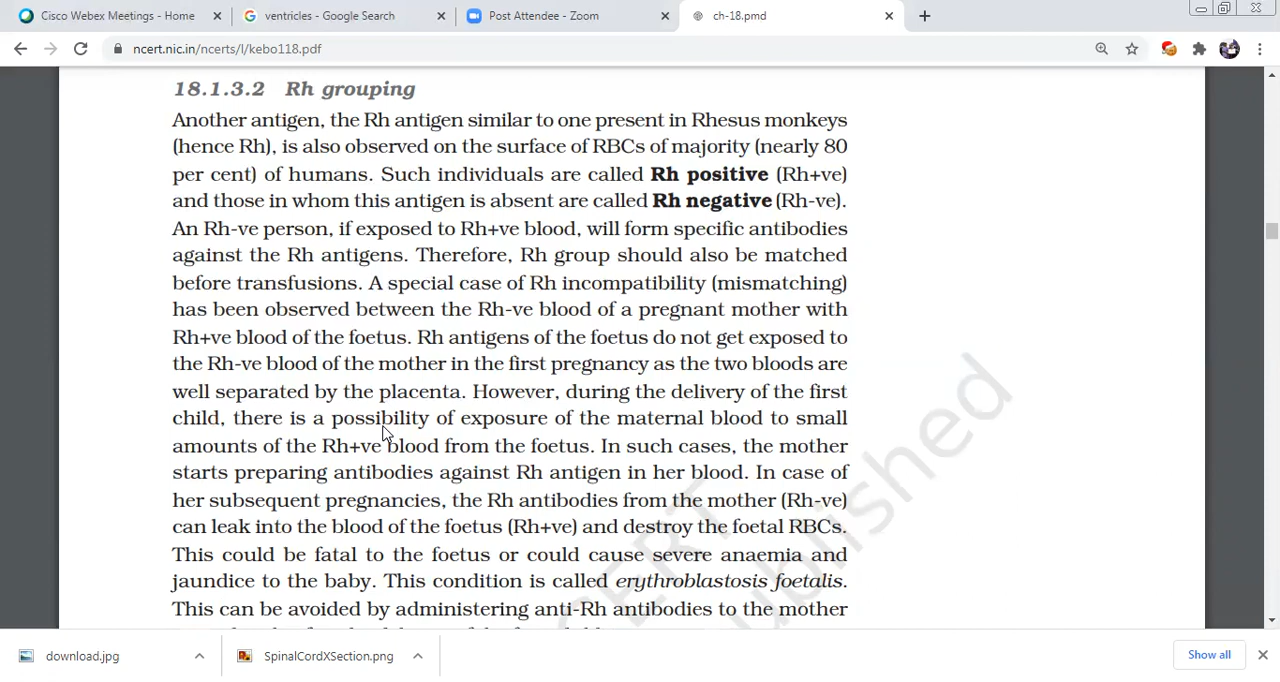 Cisco Webex Meetings - Home
ventricles - Google Search
Post Attendee - Zoom
ch-18.pmd
ncert.nic.in/ncerts/l/kebo118.pdf
18.1.3.2 Rh grouping
Another antigen, the Rh antigen similar to one present in Rhesus monkeys
(hence Rh), is also observed on the surface of RBCs of majority (nearly 80
per cent) of humans. Such individuals are called Rh positive (Rh+ve)
and those in whom this antigen is absent are called Rh negative (Rh-ve).
An Rh-ve person, if exposed to Rh+ve blood, will form specific antibodies
against the Rh antigens. Therefore, Rh group should also be matched
before transfusions. A special case of Rh incompatibility (mismatching)
has been observed between the Rh-ve blood of a pregnant mother with
Rh+ve blood of the foetus. Rh antigens of the foetus do not get exposed to
the Rh-ve blood of the mother in the first pregnancy as the two bloods are
well separated by the placenta. However, during the delivery of the first
child, there is a possibility of exposure of the maternal blood to small
amounts of the Rh+ve blood from the foetus. In such cases, the mother
starts preparing antibodies against Rh antigen in her blood. In case of
her subsequent pregnancies, the Rh antibodies from the mother (Rh-ve)
can leak into the blood of the foetus (Rh+ve) and destroy the foetal RBCs.
This could be fatal to the foetus or could cause severe anaemia and
jaundice to the baby. This condition is called erythroblastosis foetalis.
This can be avoided by administering anti-Rh antibodies to the mother
download.jpg
SpinalCordXSection.png
Show all